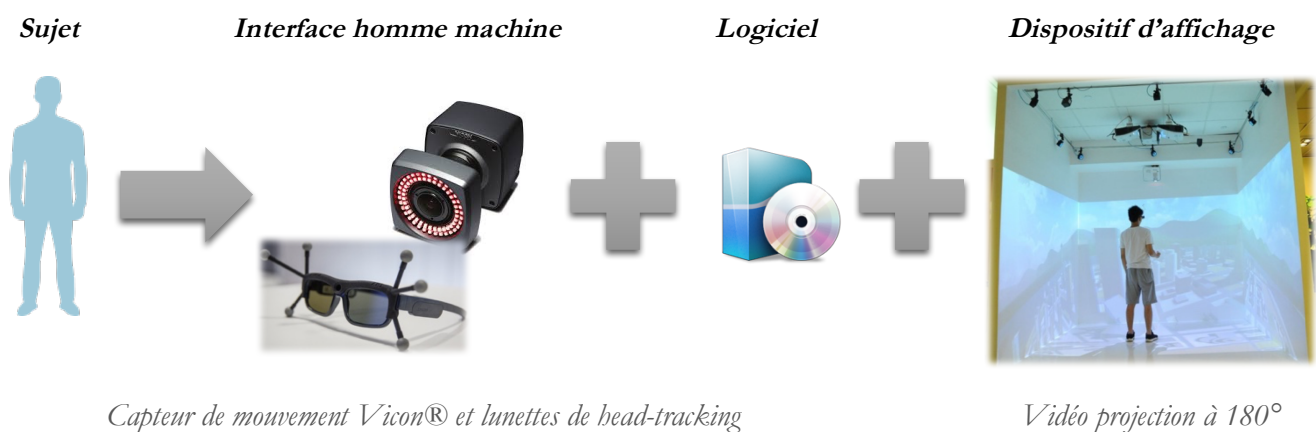 Sujet
Interface homme machine
Logiciel
Dispositif d'affichage
Capteur de mouvement Vicon® et lunettes de head-tracking
Vidéo projection à 180°